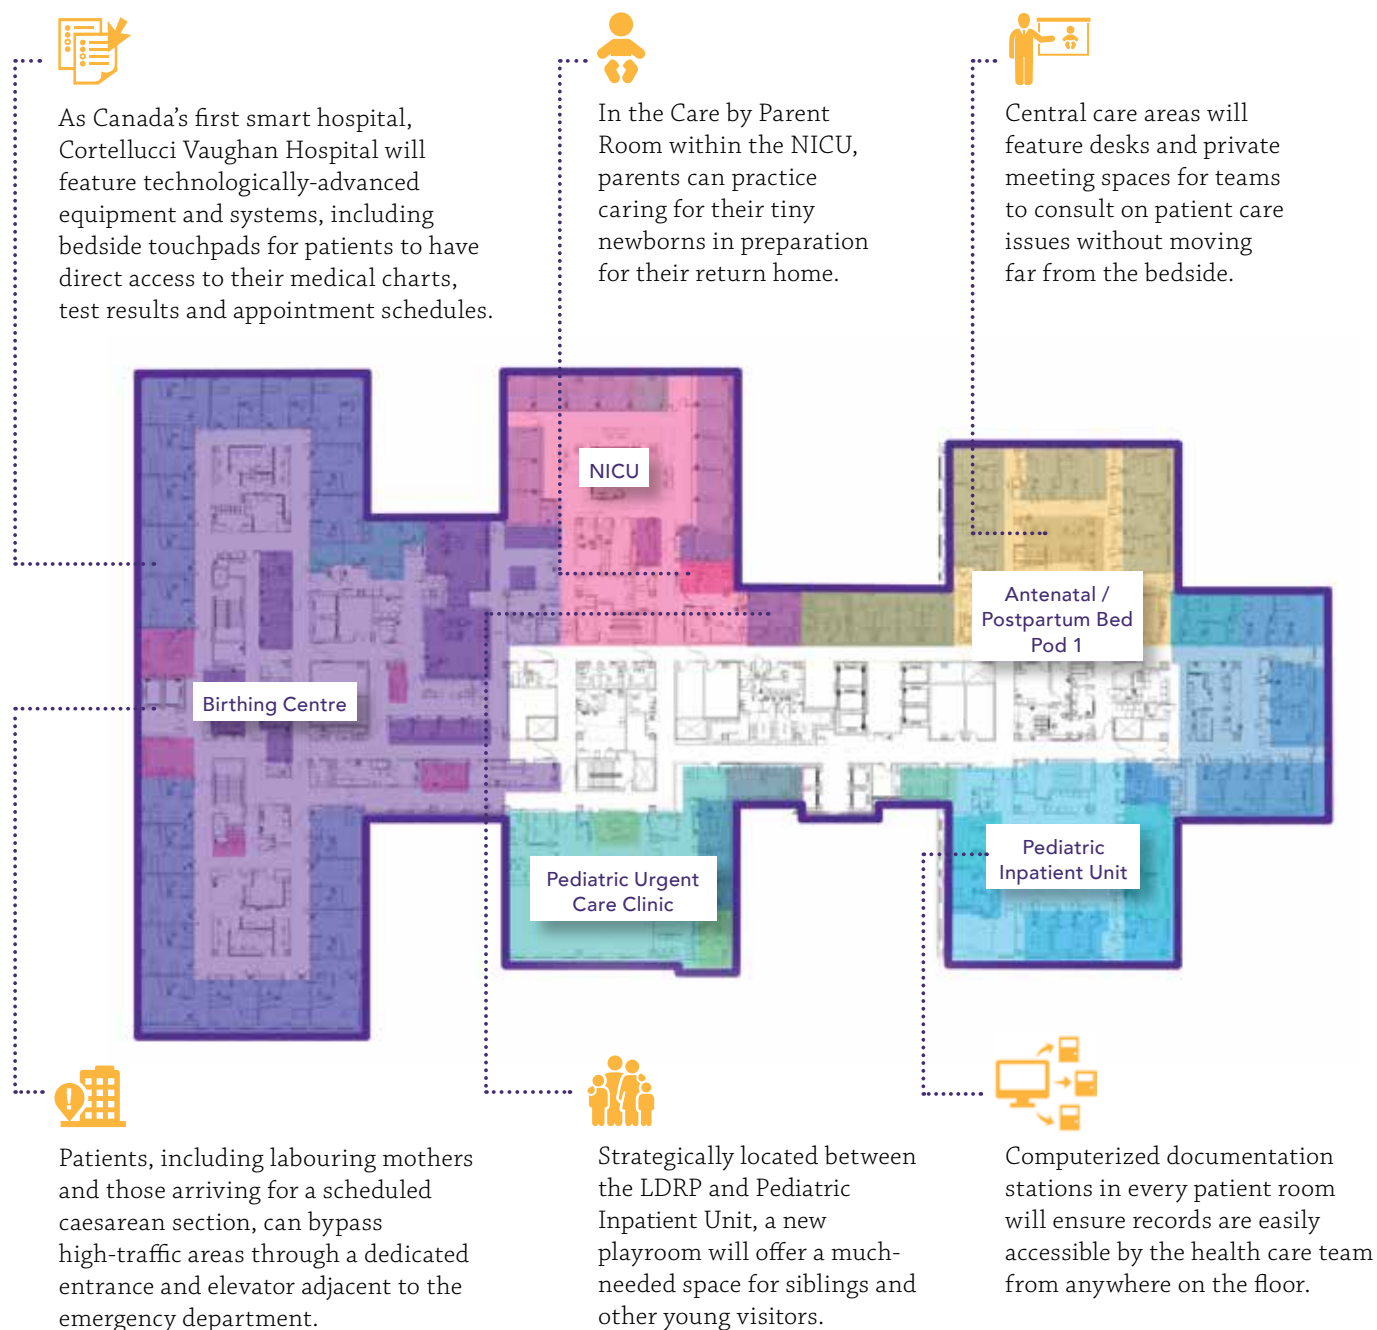 As Canada’s first smart hospital,
Cortellucci Vaughan Hospital will
feature technologically-advanced
equipment and systems, including
bedside touchpads for patients to have
direct access to their medical charts,
test results and appointment schedules.
In the Care by Parent
Room within the NICU,
parents can practice
caring for their tiny
newborns in preparation
for their return home.
Central care areas will
feature desks and private
meeting spaces for teams
to consult on patient care
issues without moving
far from the bedside.
NICU
Antenatal /
Postpartum Bed
Pod 1
Birthing Centre
Pediatric Urgent
Care Clinic
Pediatric
Inpatient Unit
Patients, including labouring mothers
and those arriving for a scheduled
caesarean section, can bypass
high-traffic areas through a dedicated
entrance and elevator adjacent to the
emergency department.
Strategically located between
the LDRP and Pediatric
Inpatient Unit, a new
playroom will offer a much-
needed space for siblings and
other young visitors.
Computerized documentation
stations in every patient room
will ensure records are easily
accessible by the health care team
from anywhere on the floor.